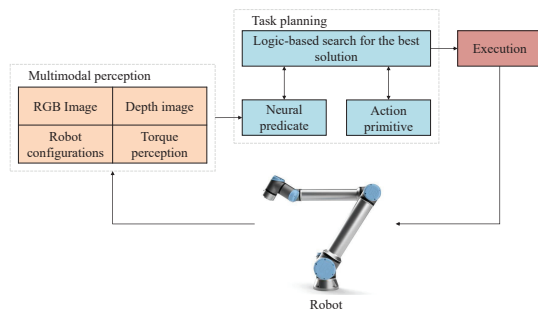 Task planning
Logic-based search for the best
solution
Execution
Multimodal perception
RGB Image
Depth image
Robot
configurations
Torque
perception
Neural
predicate
Action
primitive
Robot